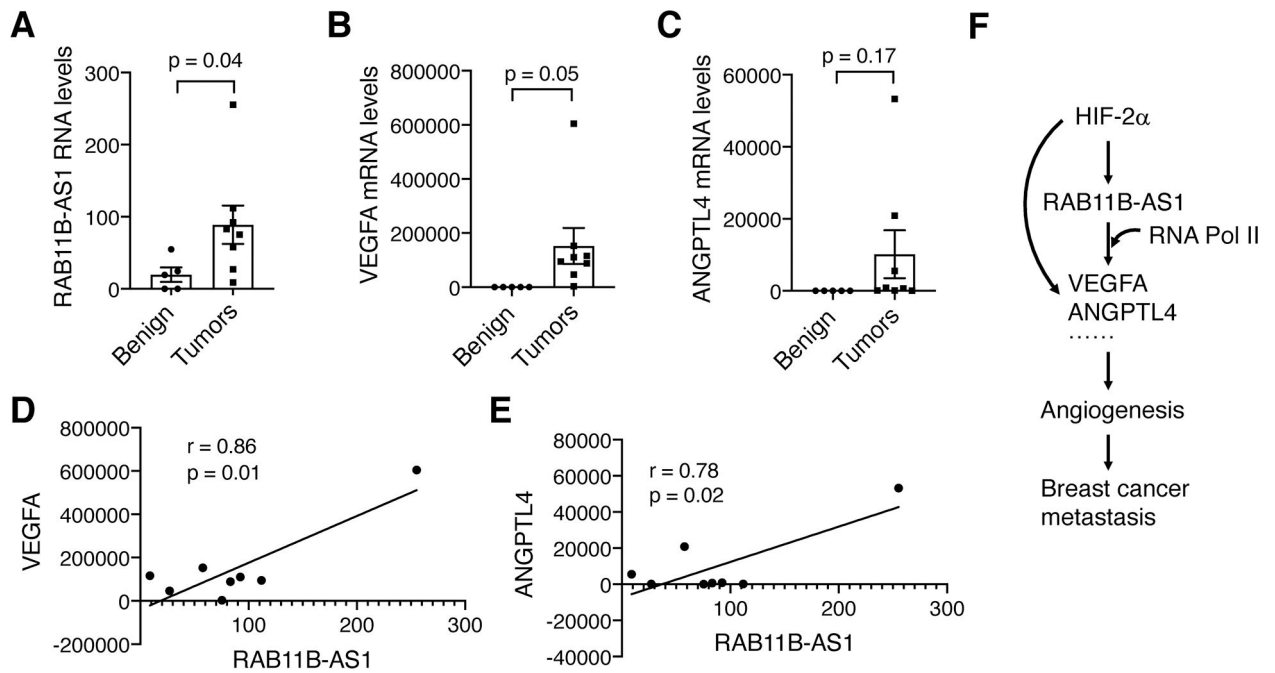 A
RAB11B-AS1 RNA levels
300
200
100
0
p = 0.04
Benign
Tumors
B
VEGFA mRNA levels
800000
600000
400000
200000
0
p = 0.05
Benign
Tumors
C
ANGPTL4 mRNA levels
60000
40000
20000
0
p = 0.17
Benign
Tumors
D
VEGFA
800000
600000
400000
200000
0
-200000
r = 0.86
p = 0.01
100
200
300
RAB11B-AS1
E
ANGPTL4
80000
60000
40000
20000
0
-20000
-40000
r = 0.78
p = 0.02
100
200
300
RAB11B-AS1
F
HIF-2α
RAB11B-AS1
RNA Pol II
VEGFA
ANGPTL4
......
Angiogenesis
Breast cancer
metastasis